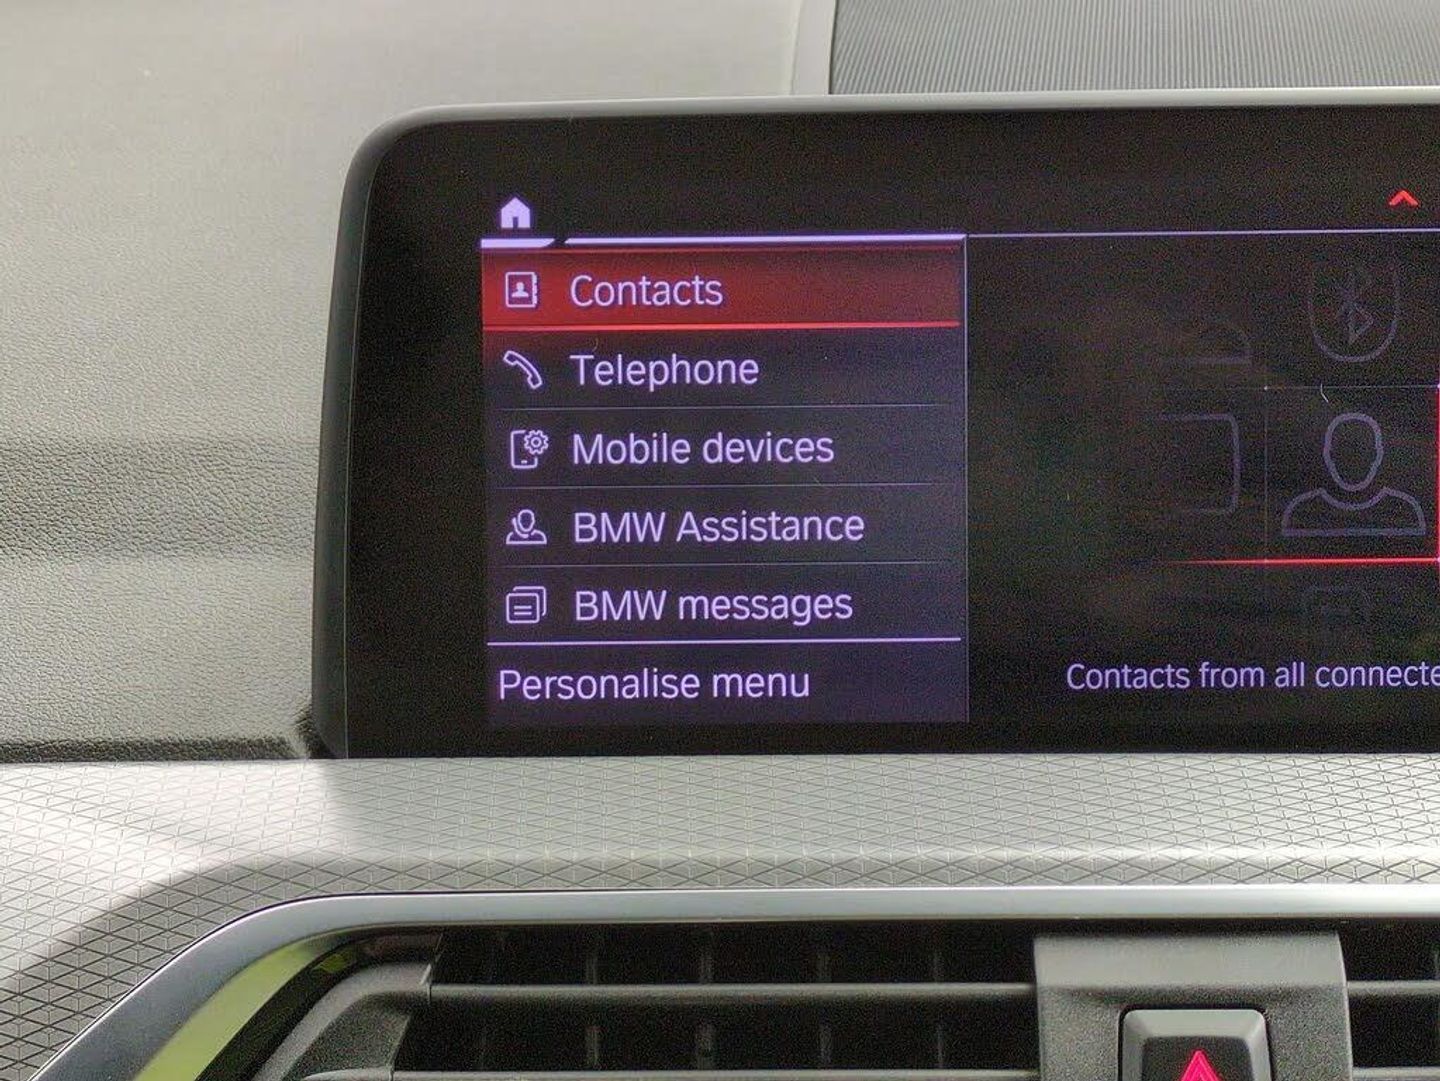 Contacts
Telephone
Mobile devices
BMW Assistance
BMW messages
Personalise menu
Contacts from all connecte